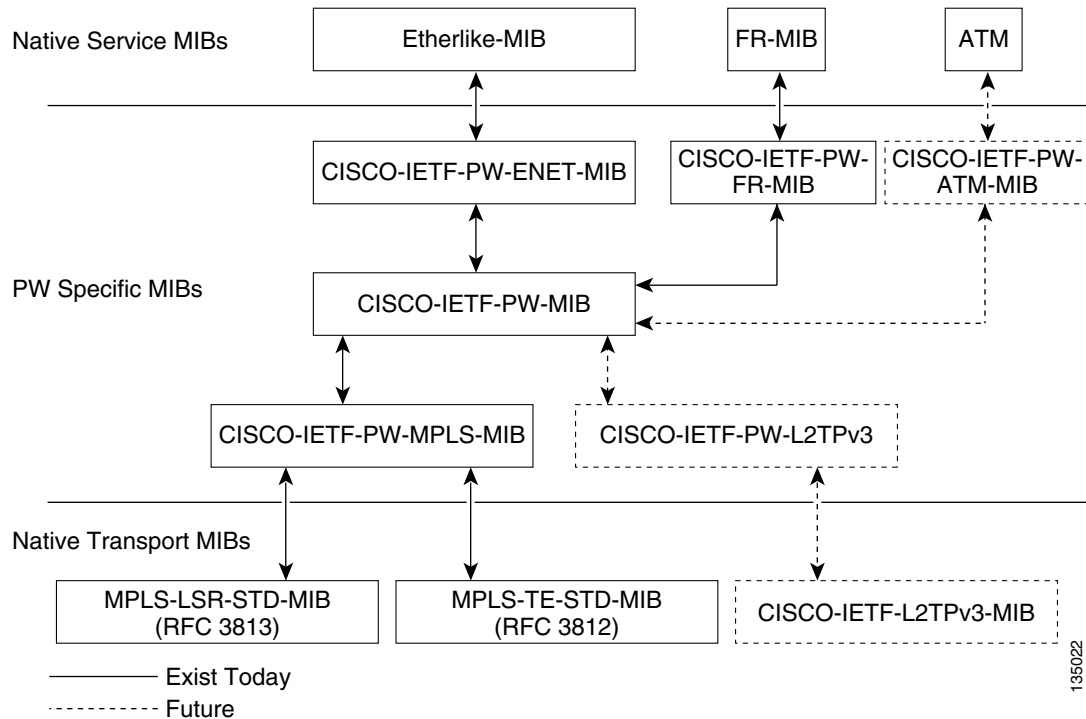 Native Service MIBs
Etherlike-MIB
FR-MIB
ATM
CISCO-IETF-PW-ENET-MIB
CISCO-IETF-PW-
FR-MIB
CISCO-IETF-PW-
ATM-MIB
PW Specific MIBs
CISCO-IETF-PW-MIB
CISCO-IETF-PW-MPLS-MIB
CISCO-IETF-PW-L2TPv3
Native Transport MIBs
MPLS-LSR-STD-MIB
(RFC 3813)
MPLS-TE-STD-MIB
(RFC 3812)
CISCO-IETF-L2TPv3-MIB
135022
Exist Today
Future